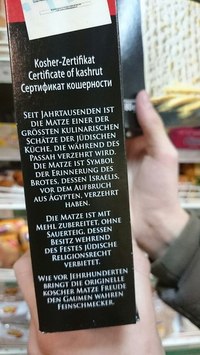 Kosher-Zertifikat
Certificate of kashrut
Сертификат кошерности
SEIT JAHRTAUSENDEN IST
DIE MATZE EINER DER
GRÖSSTEN KULINARISCHEN
SCHÄTZE DER JÜDISCHEN
KÜCHE, DIE WÄHREND DES
PASSAH VERZEHRT WIRD.
DIE MATZE IST SYMBOL
DER ERINNERUNG DES
BROTES, DESSEN ISRAELIS,
VOR DEM AUFBRUCH
AUS ÄGYPTEN, VERZEHRT
HABEN.
DIE MATZE IST MIT
MEHL ZUBEREITET, OHNE
SAUERTEIG, DESSEN
BESITZ WEHREND
DES FESTES JÜDISCHE
RELIGIONSRECHT
VERBIETET.
WIE VOR JEHRHUNDERTEN
BRINGT DIE ORIGINELLE
KOSCHER MATZE FREUDE
DEN GAUMEN WAHREN
FEINSCHMECKER.